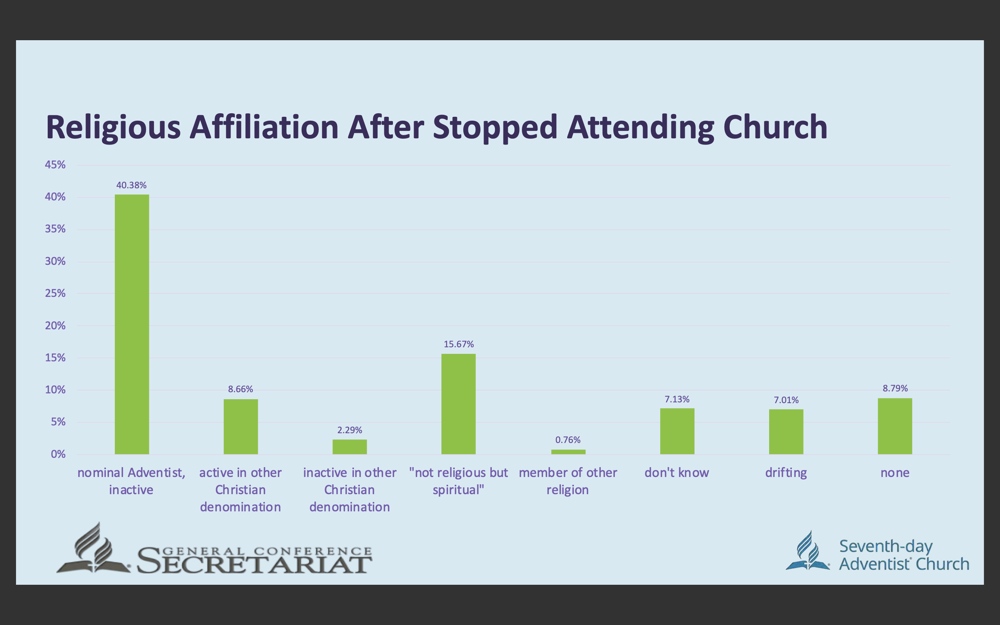 Religious Affiliation After Stopped Attending Church
45%
40%
35%
30%
25%
20%
15%
10%
5%
0%
40.38%
8.66%
2.29%
15.67%
0.76%
7.13%
7.01%
8.79%
nominal Adventist,
inactive
active in other
Christian
denomination
inactive in other
Christian
denomination
"not religious but
spiritual"
member of other
religion
don't know
drifting
none
GENERAL CONFERENCE
SECRETARIAT
Seventh-day
Adventist® Church